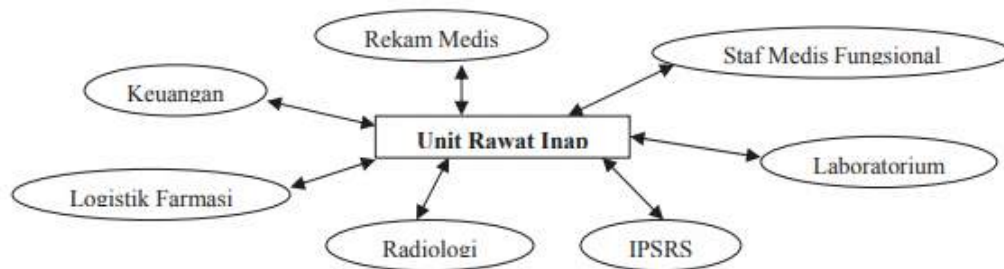 Rekam Medis
Staf Medis Fungsional
Keuangan
Unit Rawat Inap
Laboratorium
Logistik Farmasi
Radiologi
IPSRS